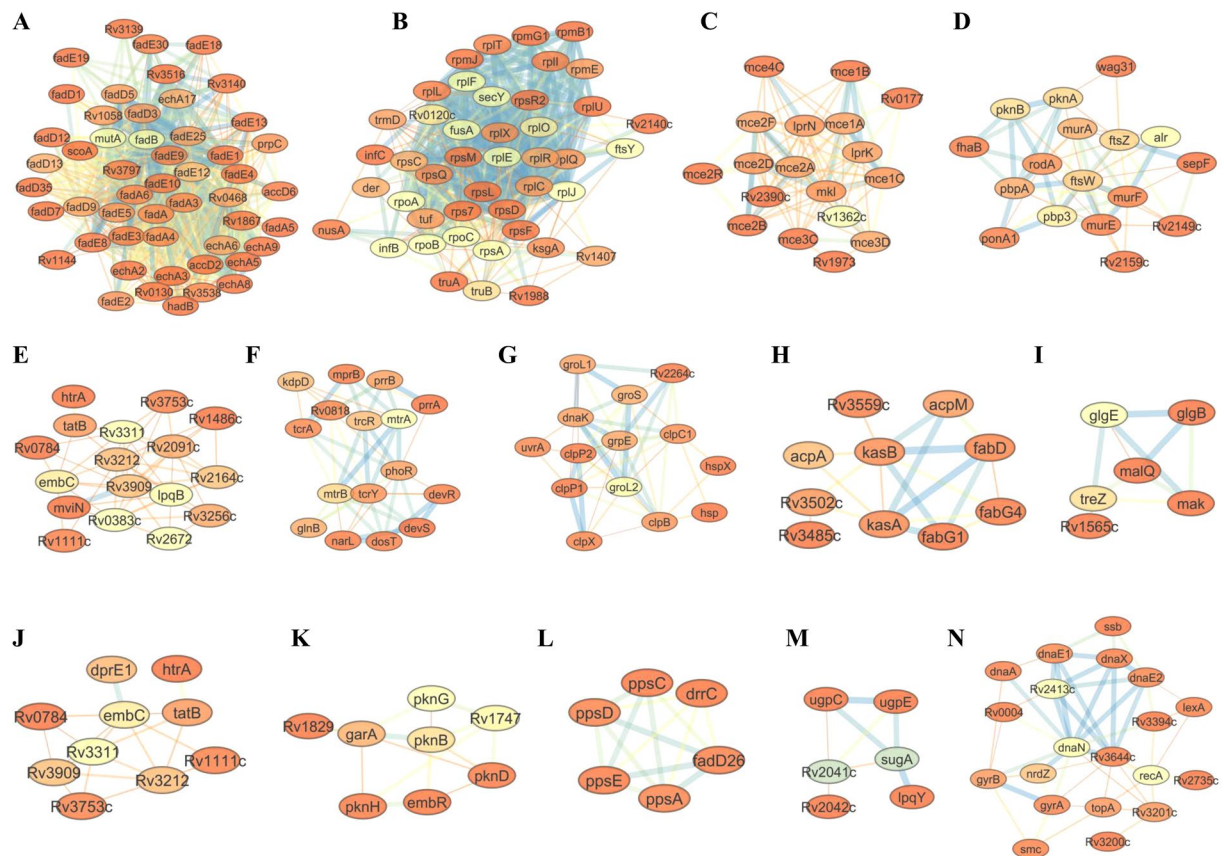 A
Rv3139
fadE30
fadE18
fadE19
Rv3516
Rv3140
fadD1
fadD5
echA17
Rv1058
fadD3
fadE13
fadD12
mutA
fadB
fadE25
prpC
scoA
fadE9
fadE1
fadD13
Rv3797
fadE12
fadE4
fadD35
fadE10
accD6
fadA6
fadA3
Rv0468
fadD7
fadD9
fadE5
fadA
Rv1867
fadA5
fadE8
fadE3
fadA4
Rv1144
echA6
echA9
accD2
echA5
echA2
echA3
echA8
Rv0130
Rv3538
fadE2
hadB
B
rpmG1
rpmB1
rplT
rpmJ
rplI
rpmE
rplF
rplL
secY
rpsR2
rplU
trmD
Rv0120c
Rv2140c
fusA
rplX
rplO
ftsY
infC
rpsC
rpsM
rplE
rplR
rplQ
rpsQ
der
rpsL
rplC
rplJ
rpoA
tuf
rps7
rpsD
nusA
rpsF
infB
rpoB
rpoC
rpsA
ksgA
Rv1407
truA
truB
Rv1988
C
mce4C
mce1B
Rv0177
mce2F
lprN
mce1A
mce2D
mce2A
lprK
mce2R
mkl
mce1C
Rv2390c
Rv1362c
mce2B
mce3C
mce3D
Rv1973
D
wag31
pknB
pknA
murA
ftsZ
alr
fhaB
rodA
sepF
pbpA
ftsW
murF
pbp3
ponA1
murE
Rv2149c
Rv2159c
E
htrA
Rv3753c
tatB
Rv1486c
Rv3311
Rv0784
Rv2091c
Rv3212
embC
Rv3909
Rv2164c
lpqB
mviN
Rv0383c
Rv3256c
Rv1111c
Rv2672
F
kdpD
mprB
prrB
prrA
Rv0818
tcrA
trcR
mtrA
phoR
mtrB
tcrY
devR
glnB
devS
narL
dosT
G
groL1
Rv2264c
groS
dnaK
grpE
clpC1
uvrA
clpP2
hspX
clpP1
groL2
clpB
hsp
clpX
H
Rv3559c
acpM
acpA
kasB
fabD
Rv3502c
kasA
fabG4
Rv3485c
fabG1
I
glgE
glgB
malQ
treZ
mak
Rv1565c
J
dprE1
htrA
Rv0784
embC
tatB
Rv3311
Rv3909
Rv3212
Rv1111c
Rv3753c
K
pknG
Rv1829
garA
pknB
Rv1747
pknD
pknH
embR
L
ppsC
drrC
ppsD
fadD26
ppsE
ppsA
M
ugpC
ugpE
Rv2041c
sugA
Rv2042c
lpqY
N
ssb
dnaE1
dnaX
dnaA
Rv2413c
dnaE2
Rv0004
lexA
Rv3394c
dnaN
Rv3644c
gyrB
nrdZ
recA
Rv2735c
gyrA
topA
Rv3201c
smc
Rv3200c